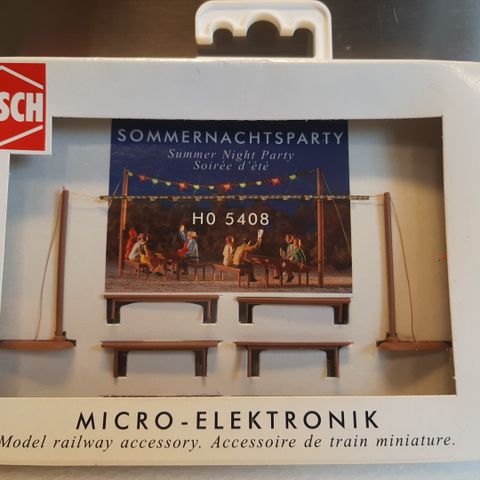 SCH
SOMMERNACHTSPARTY
Summer Night Party
Soirée d'été
H0 5408
MICRO-ELEKTRONIK
Model railway accessory. Accessoire de train miniature.